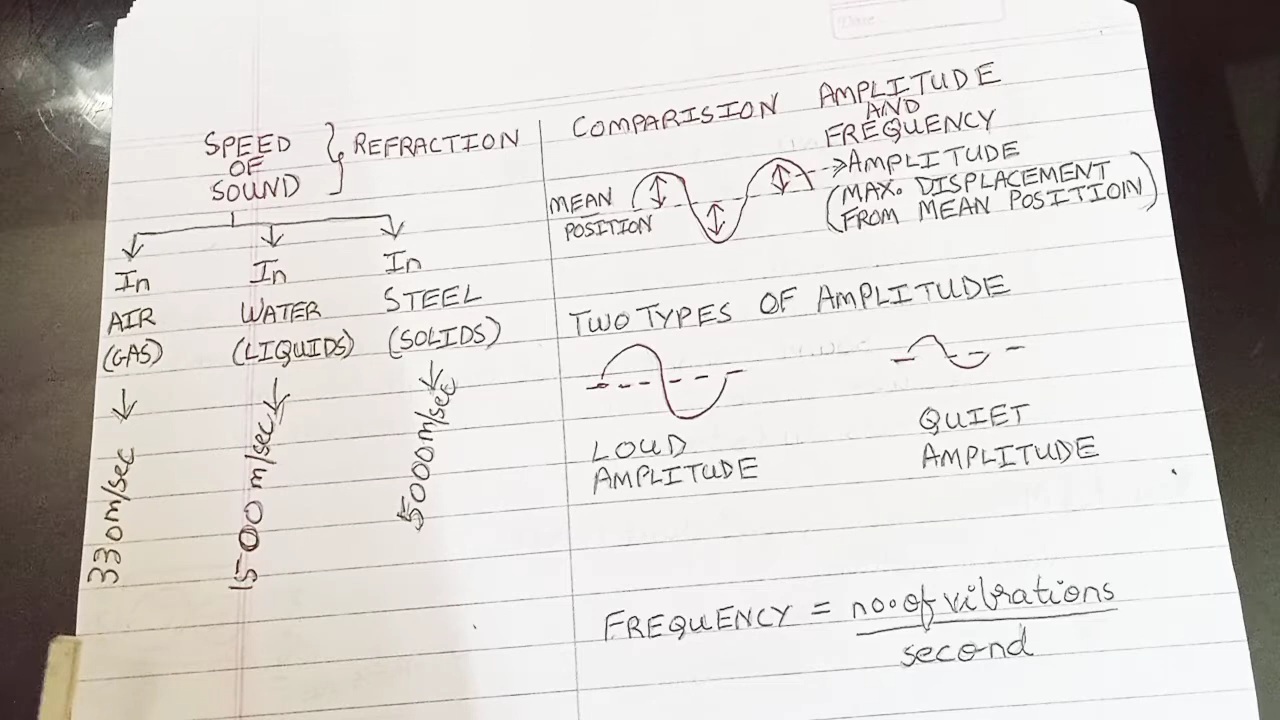 SPEED
OF
SOUND
} REFRACTION
In
AIR
(GAS)
330m/sec
In
WATER
(LIQUIDS)
1500 m/sec
In
STEEL
(SOLIDS)
5000m/sec
COMPARISION AMPLITUDE
AND
FREQUENCY
MEAN
POSITION
AMPLITUDE
(MAX. DISPLACEMENT
FROM MEAN POSITION)
TWO TYPES OF AMPLITUDE
LOUD
AMPLITUDE
QUIET
AMPLITUDE
FREQUENCY = no. of vibrations
second